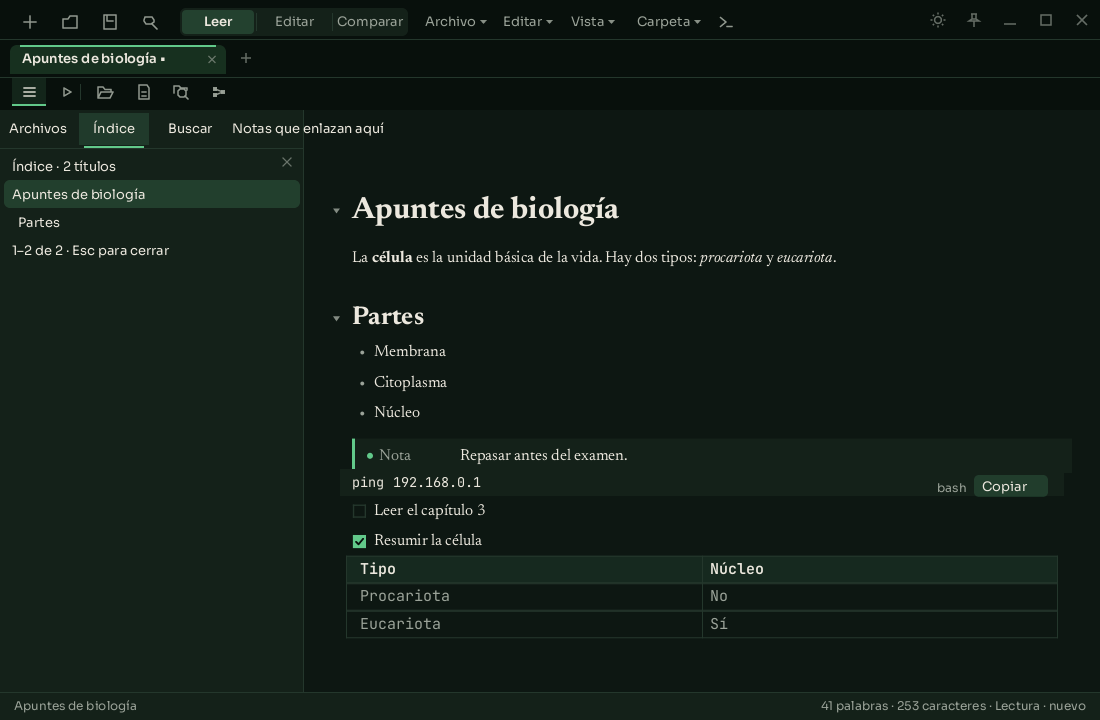 Leer Editar Comparar Archivo Editar Vista Carpeta
Apuntes de biología •
Archivos Índice Buscar Notas que enlazan aquí
Índice · 2 títulos
Apuntes de biología
Partes
1–2 de 2 · Esc para cerrar
Apuntes de biología
La célula es la unidad básica de la vida. Hay dos tipos: procariota y eucariota.
Partes
• Membrana
• Citoplasma
• Núcleo
● Nota Repasar antes del examen.
ping 192.168.0.1
bash Copiar
Leer el capítulo 3
Resumir la célula
Tipo Núcleo
Procariota No
Eucariota Sí
Apuntes de biología 41 palabras · 253 caracteres · Lectura · nuevo